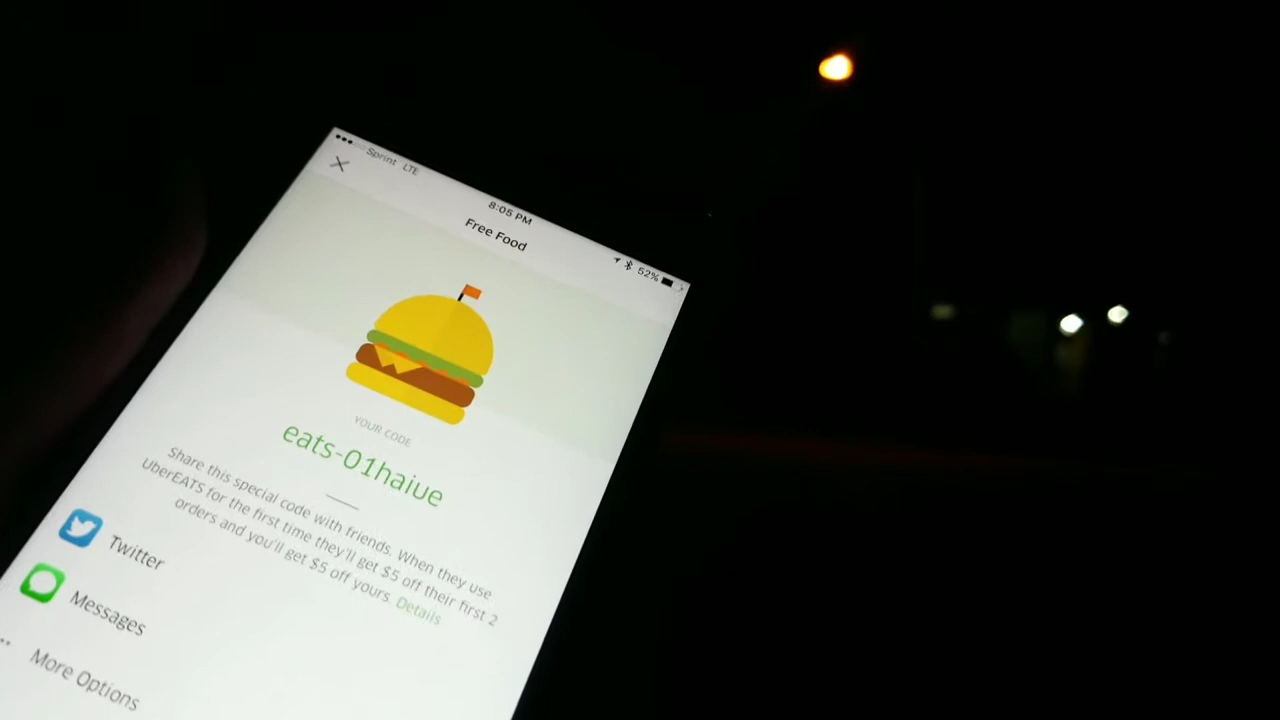 Sprint LTE
8:05 PM
52%
Free Food
YOUR CODE
eats-01haiue
Share this special code with friends. When they use
UberEATS for the first time they'll get $5 off their first 2
orders and you'll get $5 off yours. Details
Twitter
Messages
More Options